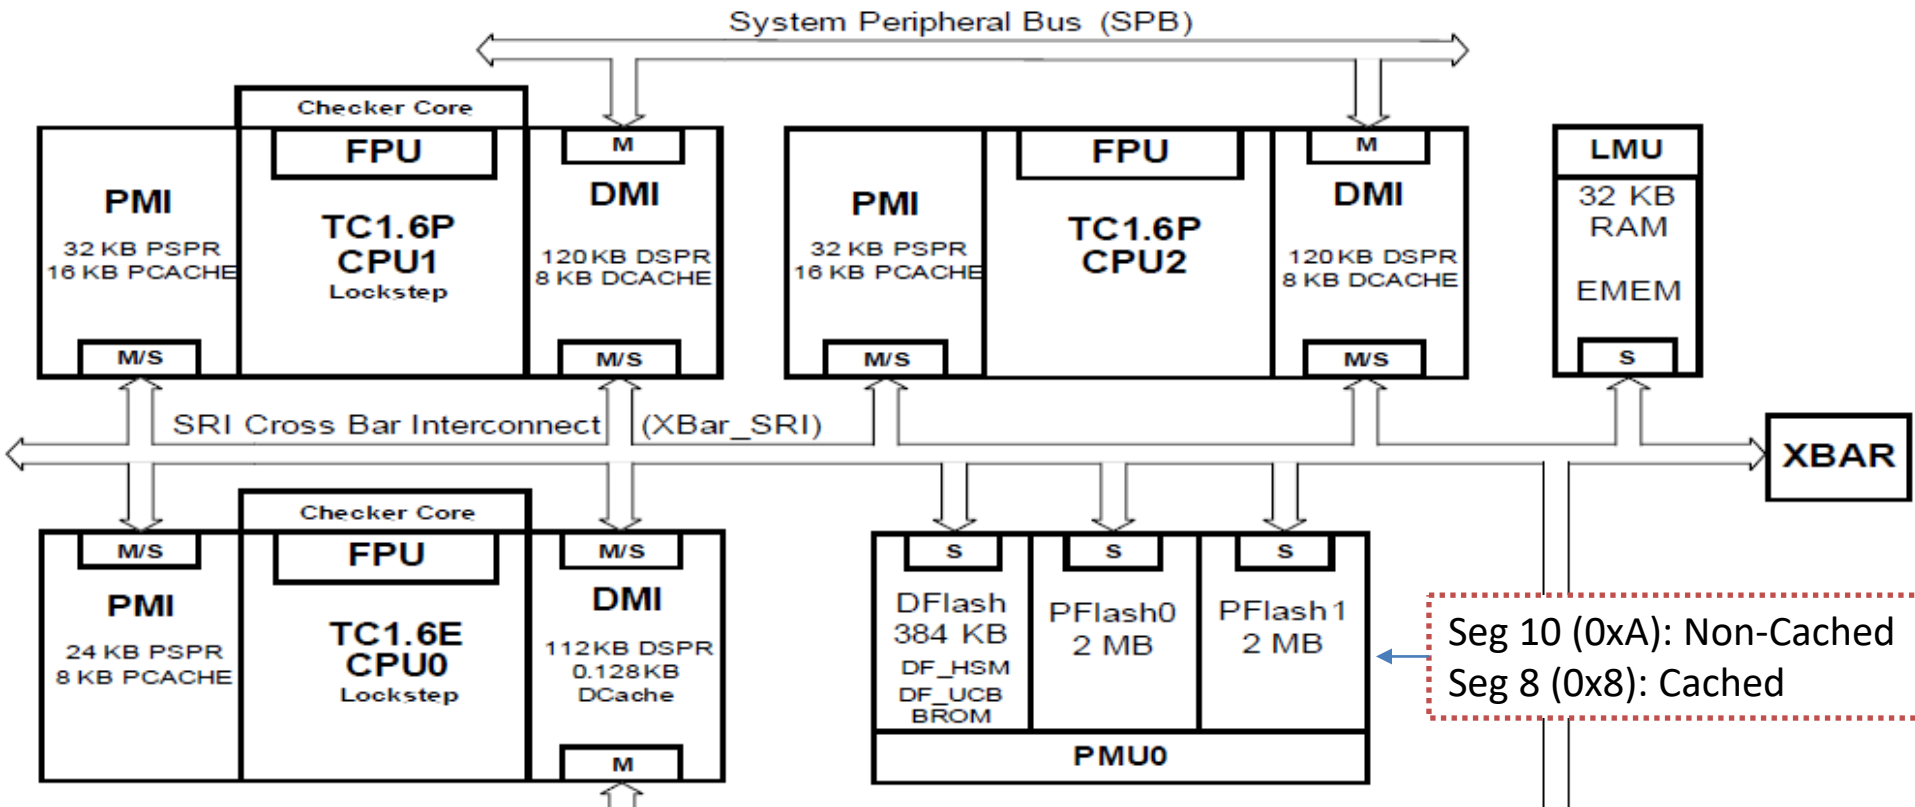 System Peripheral Bus (SPB)
Checker Core
FPU
M
PMI
TC1.6P
CPU1
Lockstep
DMI
32 KB PSPR
16 KB PCACHE
120 KB DSPR
8 KB DCACHE
M/S
M/S
FPU
M
PMI
TC1.6P
CPU2
DMI
32 KB PSPR
16 KB PCACHE
120 KB DSPR
8 KB DCACHE
M/S
M/S
LMU
32 KB
RAM
EMEM
S
SRI Cross Bar Interconnect (XBar_SRI)
XBAR
Checker Core
M/S
FPU
M/S
PMI
TC1.6E
CPU0
Lockstep
DMI
24 KB PSPR
8 KB PCACHE
112KB DSPR
0.128KB
DCache
M
S
S
S
DFlash
384 KB
DF_HSM
DF_UCB
BROM
PFlash0
2 MB
PFlash1
2 MB
PMU0
Seg 10 (0xA): Non-Cached
Seg 8 (0x8): Cached